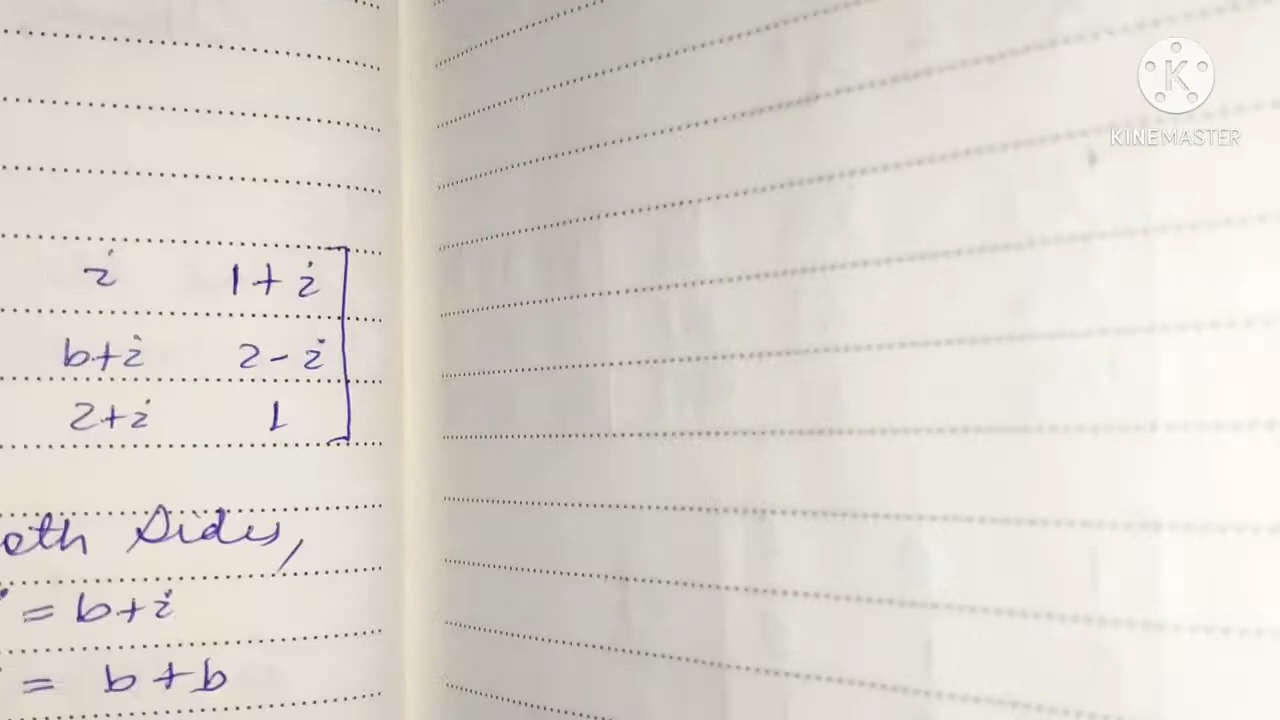 K
KINEMASTER
i 1+i
b+i 2-i
2+i 1
oth Sides,
= b+i
= b+b